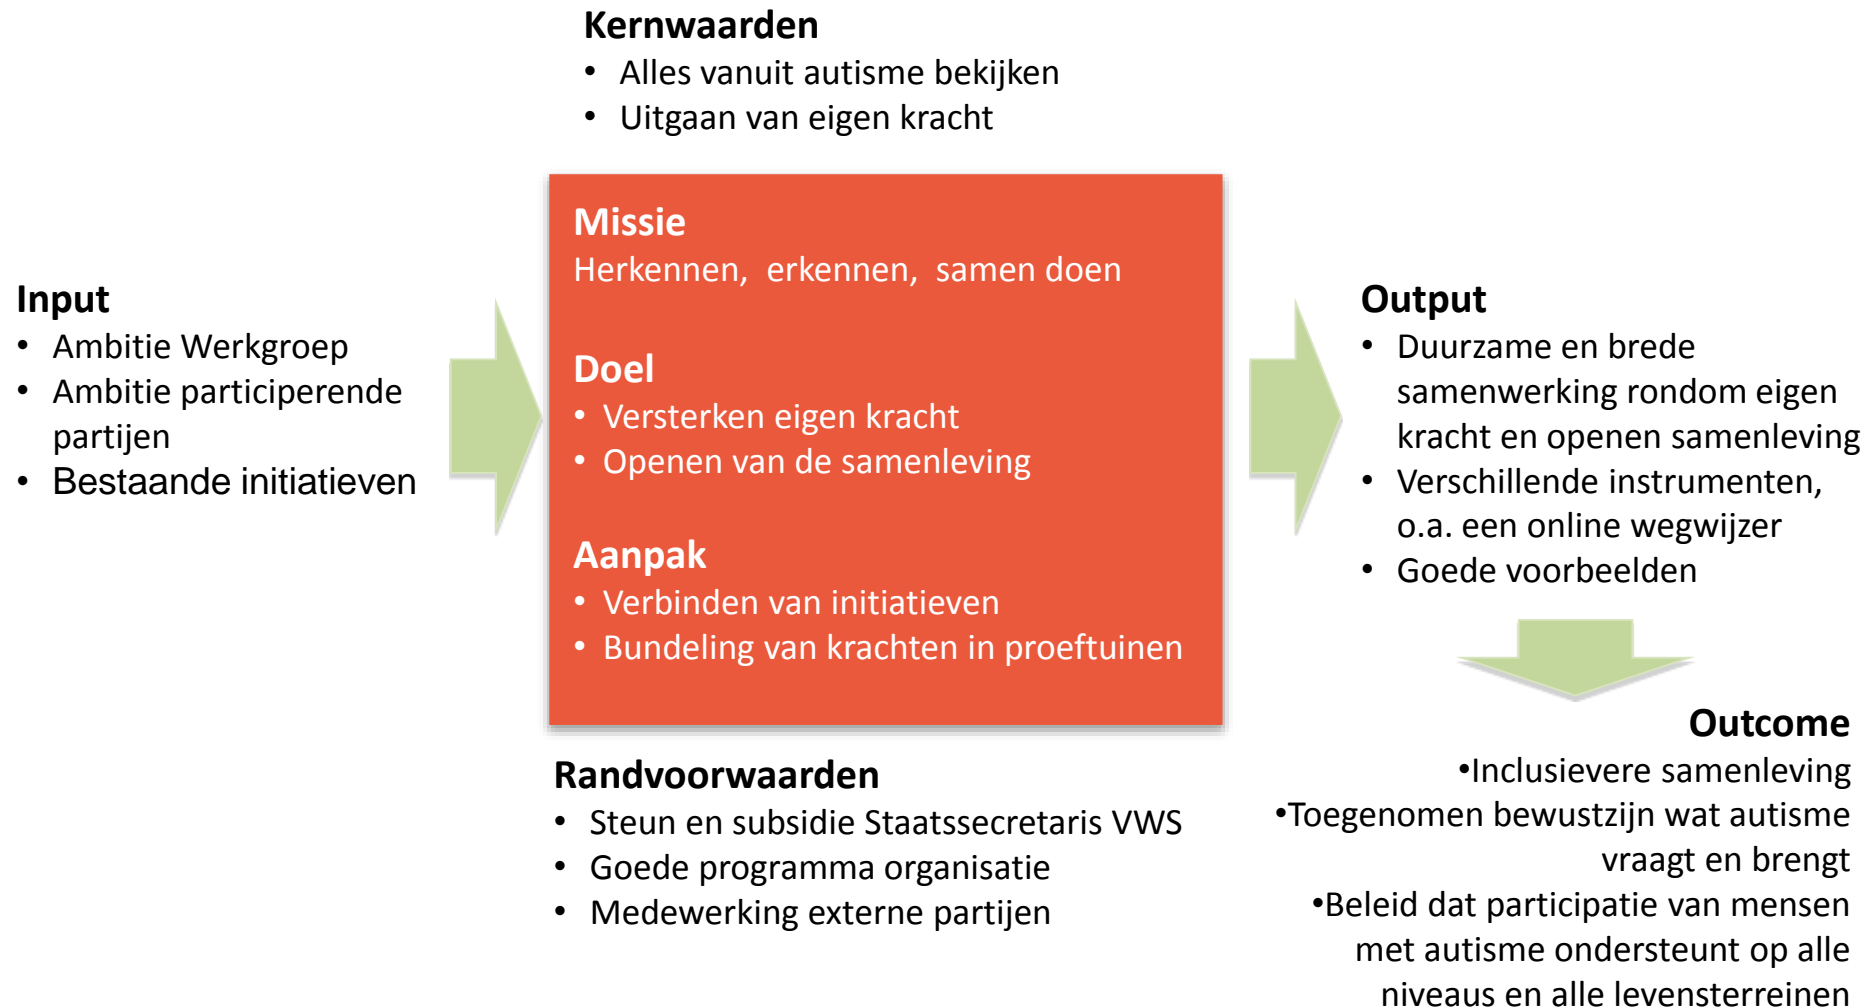 Kernwaarden
• Alles vanuit autisme bekijken
• Uitgaan van eigen kracht
Input
• Ambitie Werkgroep
• Ambitie participerende
partijen
• Bestaande initiatieven
Missie
Herkennen, erkennen, samen doen
Doel
• Versterken eigen kracht
• Openen van de samenleving
Aanpak
• Verbinden van initiatieven
• Bundeling van krachten in proeftuinen
Randvoorwaarden
• Steun en subsidie Staatssecretaris VWS
• Goede programma organisatie
• Medewerking externe partijen
Output
• Duurzame en brede
samenwerking rondom eigen
kracht en openen samenleving
• Verschillende instrumenten,
o.a. een online wegwijzer
• Goede voorbeelden
Outcome
•Inclusievere samenleving
•Toegenomen bewustzijn wat autisme
vraagt en brengt
•Beleid dat participatie van mensen
met autisme ondersteunt op alle
niveaus en alle levensterreinen